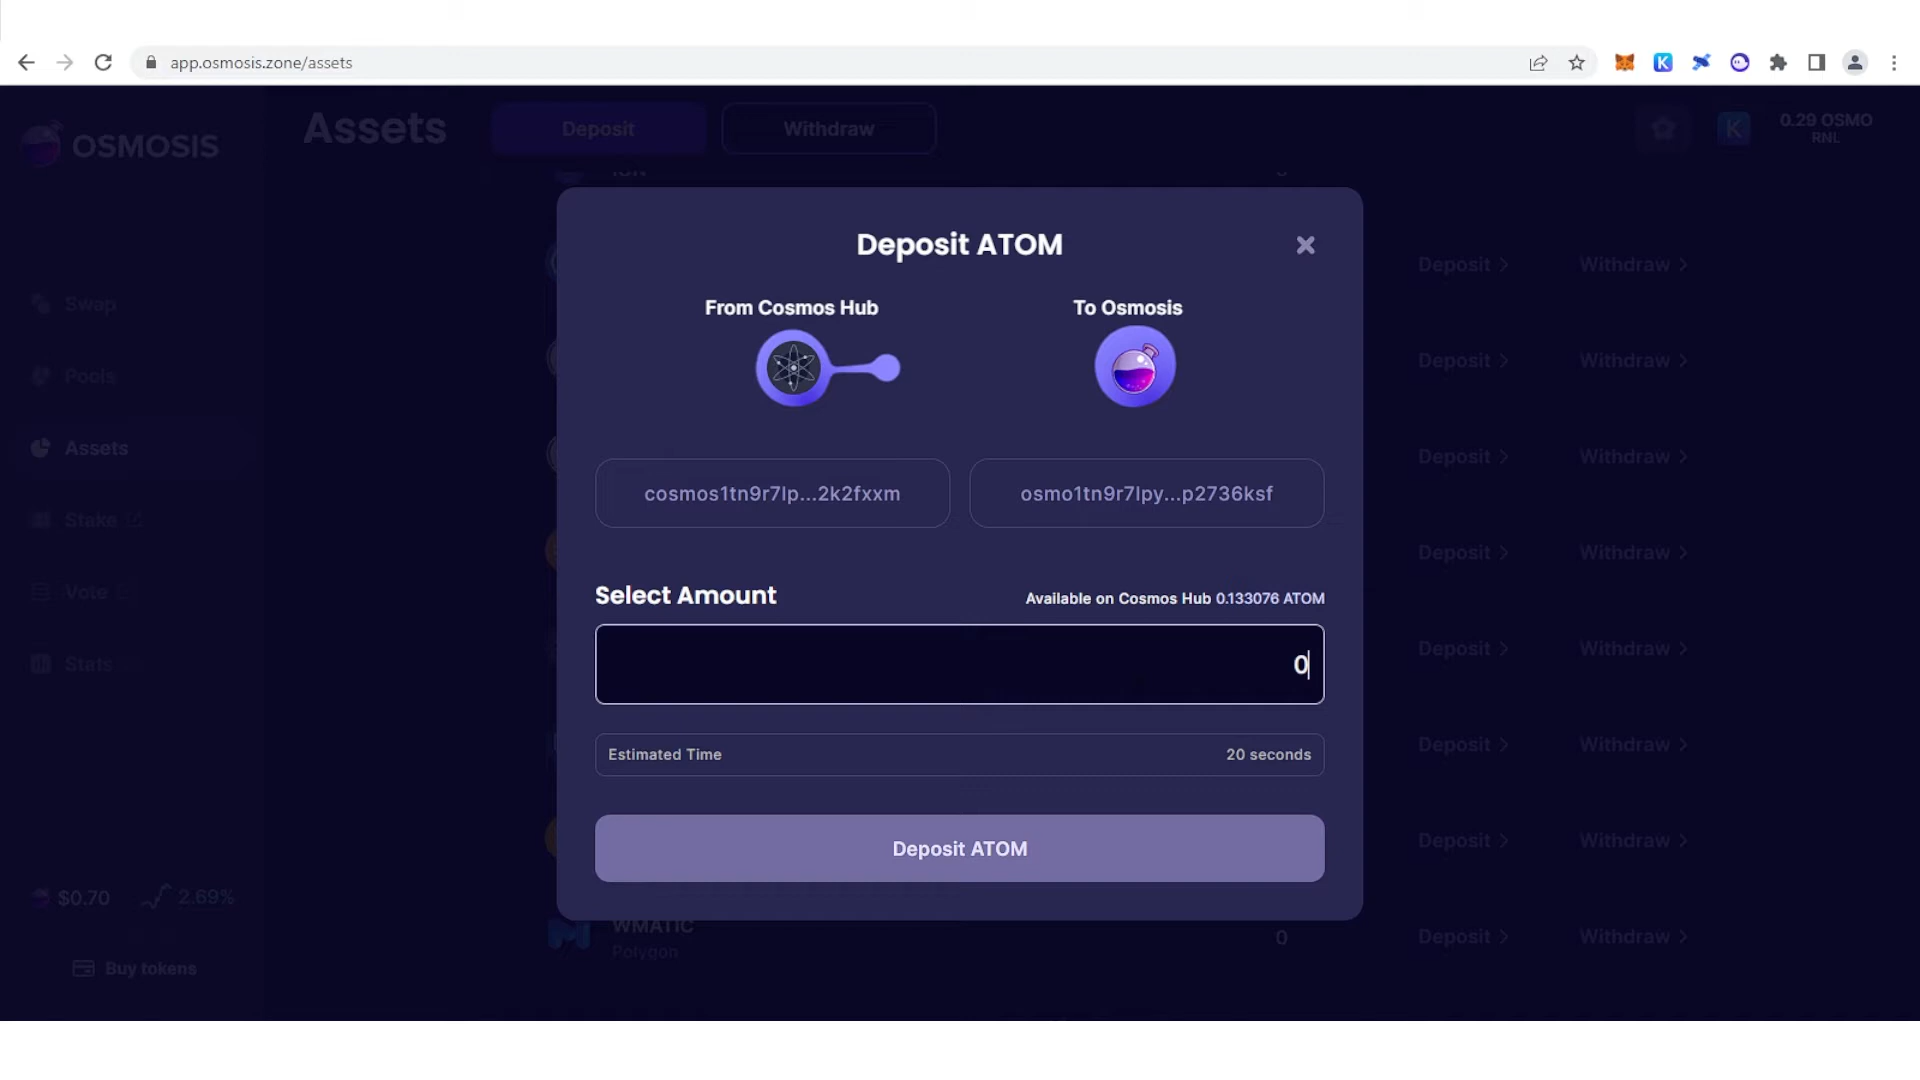 app.osmosis.zone/assets
OSMOSIS
Assets
Deposit
Withdraw
K
0.29 OSMO
RNL
Swap
Pools
Assets
Stake
Vote
Stats
$0.70
2.69%
Buy tokens
ION
Deposit ATOM
From Cosmos Hub
To Osmosis
cosmos1tn9r7lp...2k2fxxm
osmo1tn9r7lpy...p2736ksf
Select Amount
Available on Cosmos Hub 0.133076 ATOM
0
Estimated Time
20 seconds
Deposit ATOM
Deposit
Withdraw
Deposit
Withdraw
Deposit
Withdraw
Deposit
Withdraw
Deposit
Withdraw
Deposit
Withdraw
Deposit
Withdraw
WMATIC
Polygon
0
Deposit
Withdraw